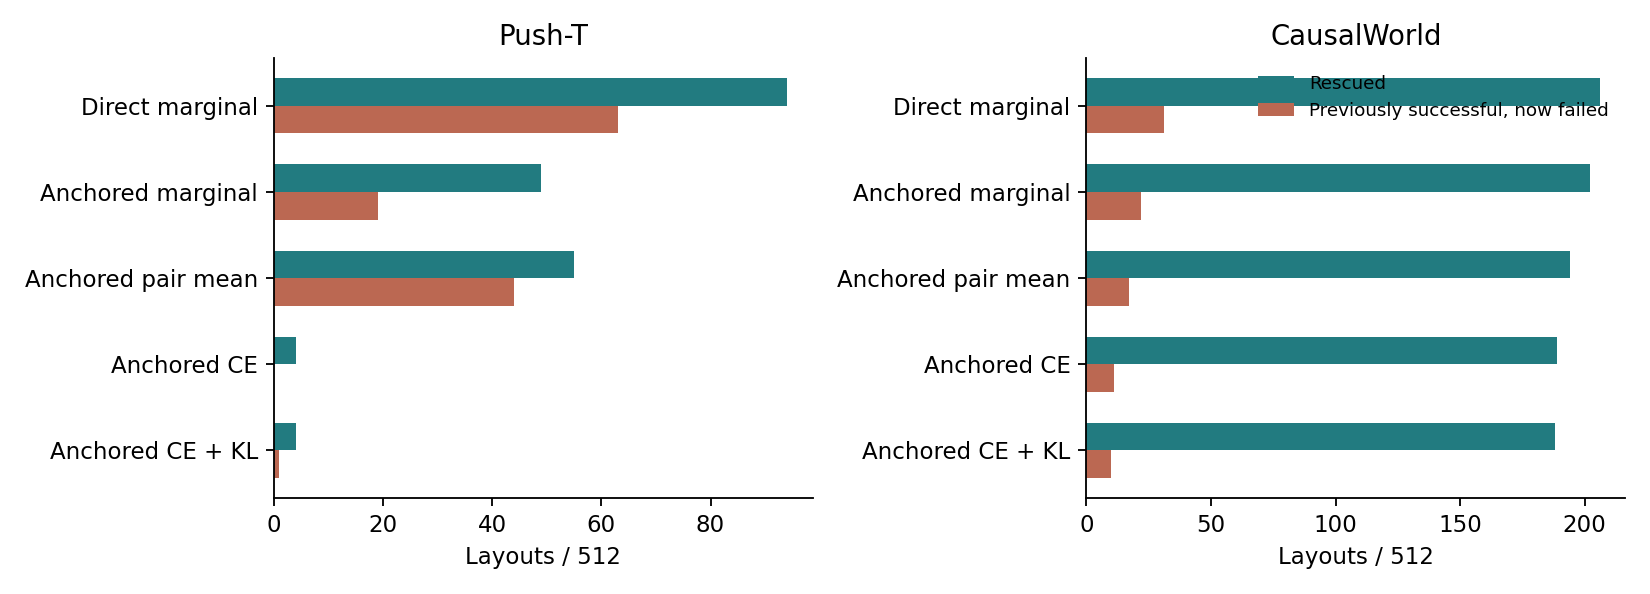 Push-T
Direct marginal
Anchored marginal
Anchored pair mean
Anchored CE
Anchored CE + KL
0 20 40 60 80
Layouts / 512
CausalWorld
Rescued
Previously successful, now failed
Direct marginal
Anchored marginal
Anchored pair mean
Anchored CE
Anchored CE + KL
0 50 100 150 200
Layouts / 512